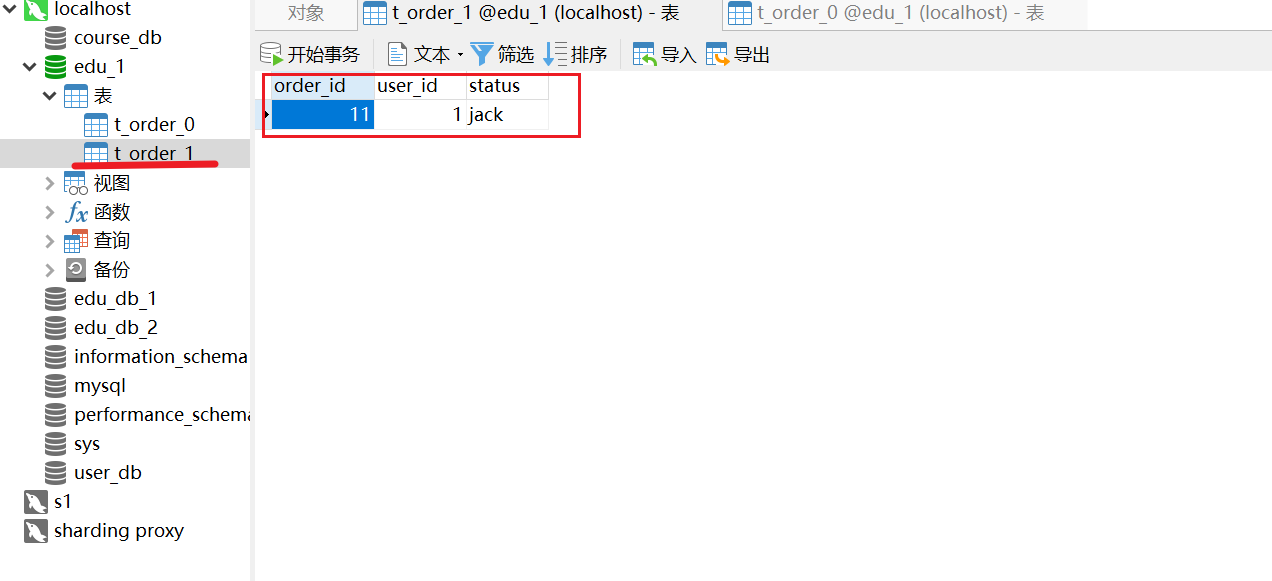 localhost
course_db
edu_1
表
t_order_0
t_order_1
视图
函数
查询
备份
edu_db_1
edu_db_2
information_schema
mysql
performance_schema
sys
user_db
s1
sharding proxy
对象
t_order_1 @edu_1 (localhost) - 表
t_order_0 @edu_1 (localhost) - 表
开始事务 文本 筛选 排序 导入 导出
order_id user_id status
11 1 jack